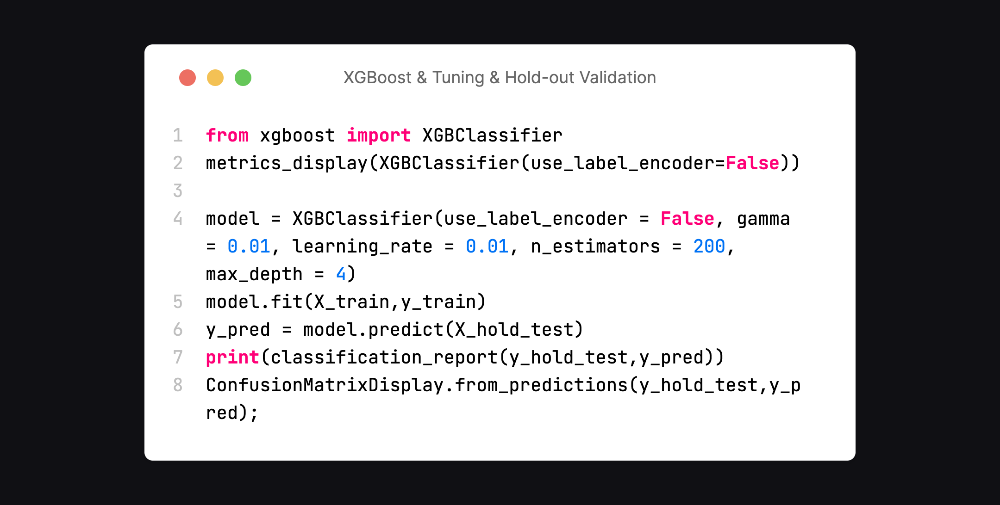 XGBoost & Tuning & Hold-out Validation
1 from xgboost import XGBClassifier
2 metrics_display(XGBClassifier(use_label_encoder=False))
3
4 model = XGBClassifier(use_label_encoder = False, gamma
= 0.01, learning_rate = 0.01, n_estimators = 200,
max_depth = 4)
5 model.fit(X_train,y_train)
6 y_pred = model.predict(X_hold_test)
7 print(classification_report(y_hold_test,y_pred))
8 ConfusionMatrixDisplay.from_predictions(y_hold_test,y_p
red);